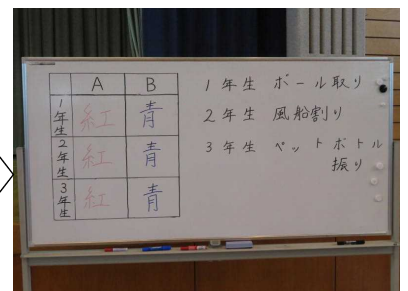 A B
1年生 紅 青
2年生 紅 青
3年生 紅 青
1年生 ボール取り
2年生 風船割り
3年生 ペットボトル
振り